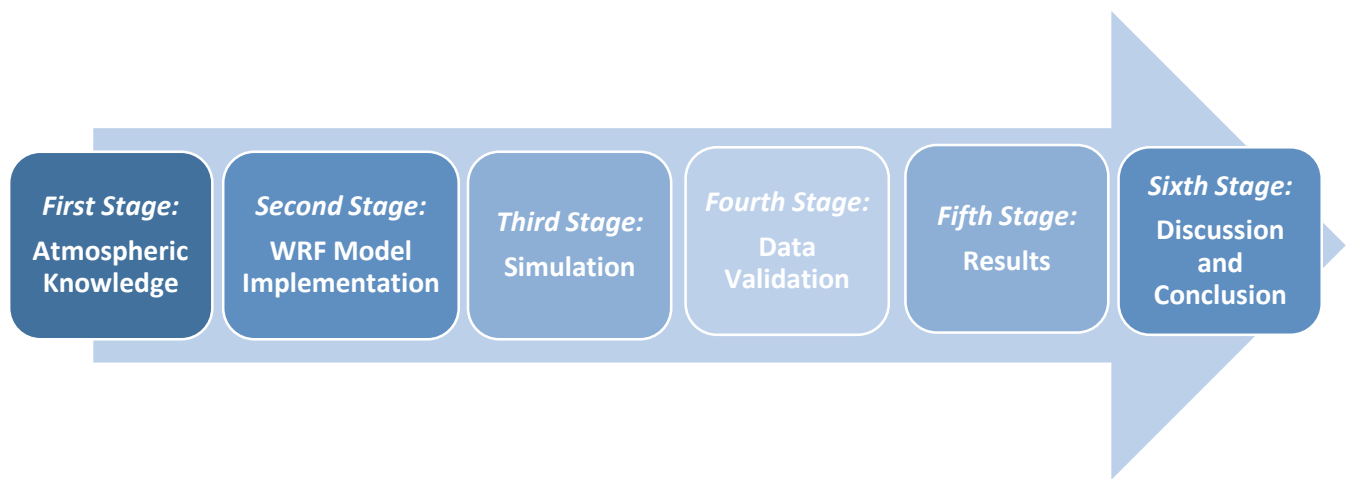 First Stage:
Atmospheric
Knowledge
Second Stage:
WRF Model
Implementation
Third Stage:
Simulation
Fourth Stage:
Data
Validation
Fifth Stage:
Results
Sixth Stage:
Discussion
and
Conclusion